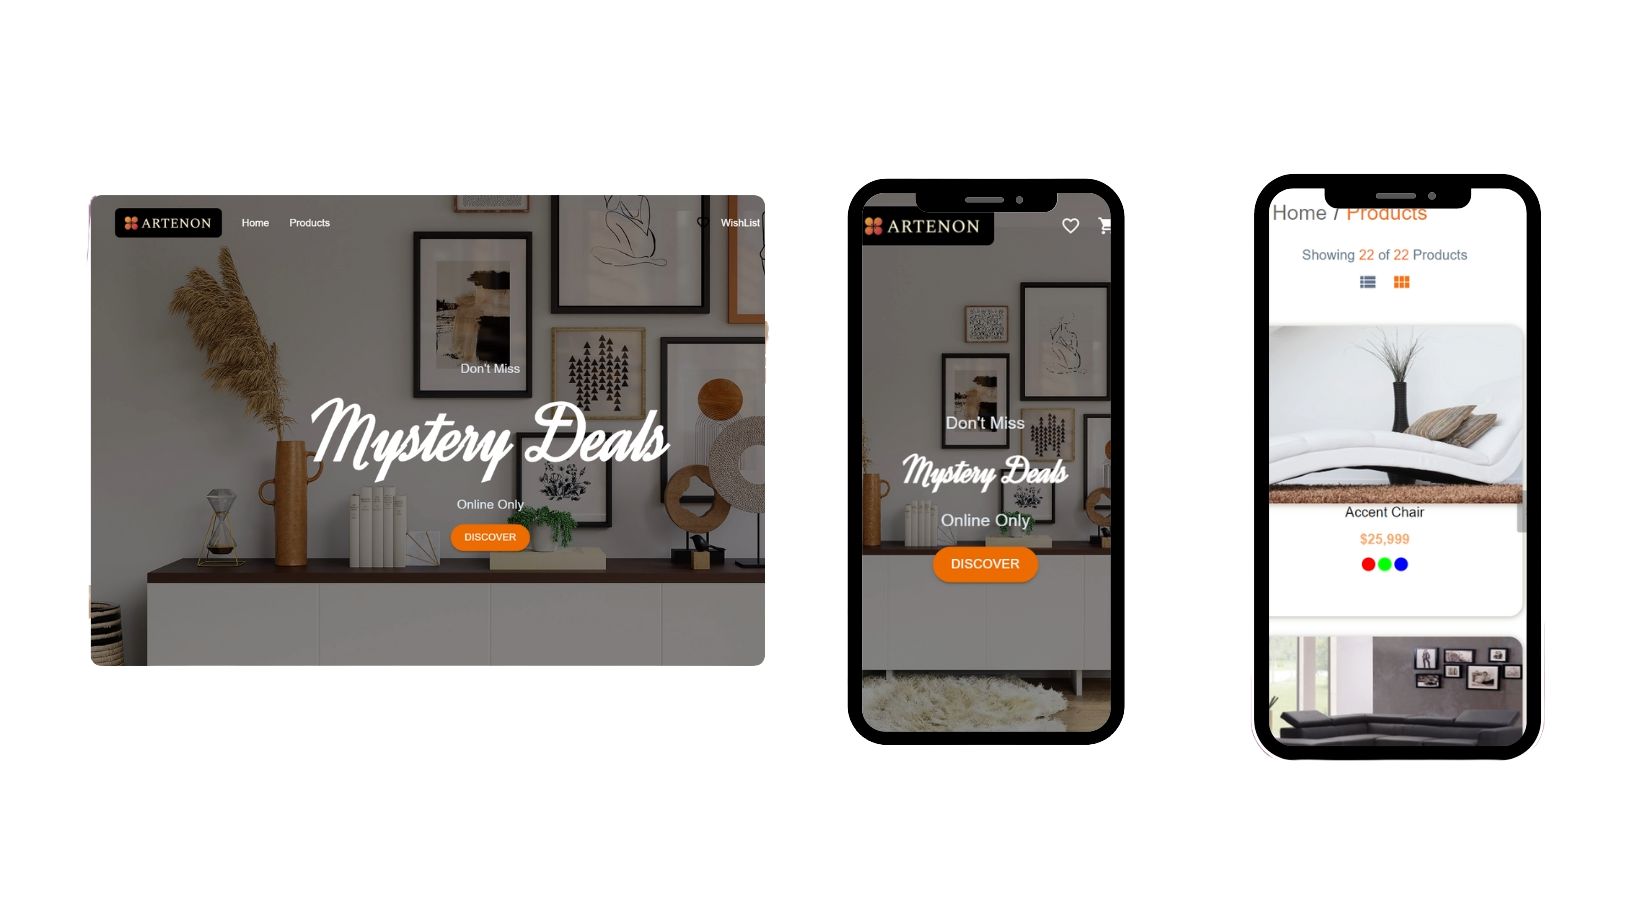 ARTENON Home Products WishList
Don't Miss
Mystery Deals
Online Only
DISCOVER
ARTENON
Don't Miss
Mystery Deals
Online Only
DISCOVER
Home / Products
Showing 22 of 22 Products
Accent Chair
$25,999